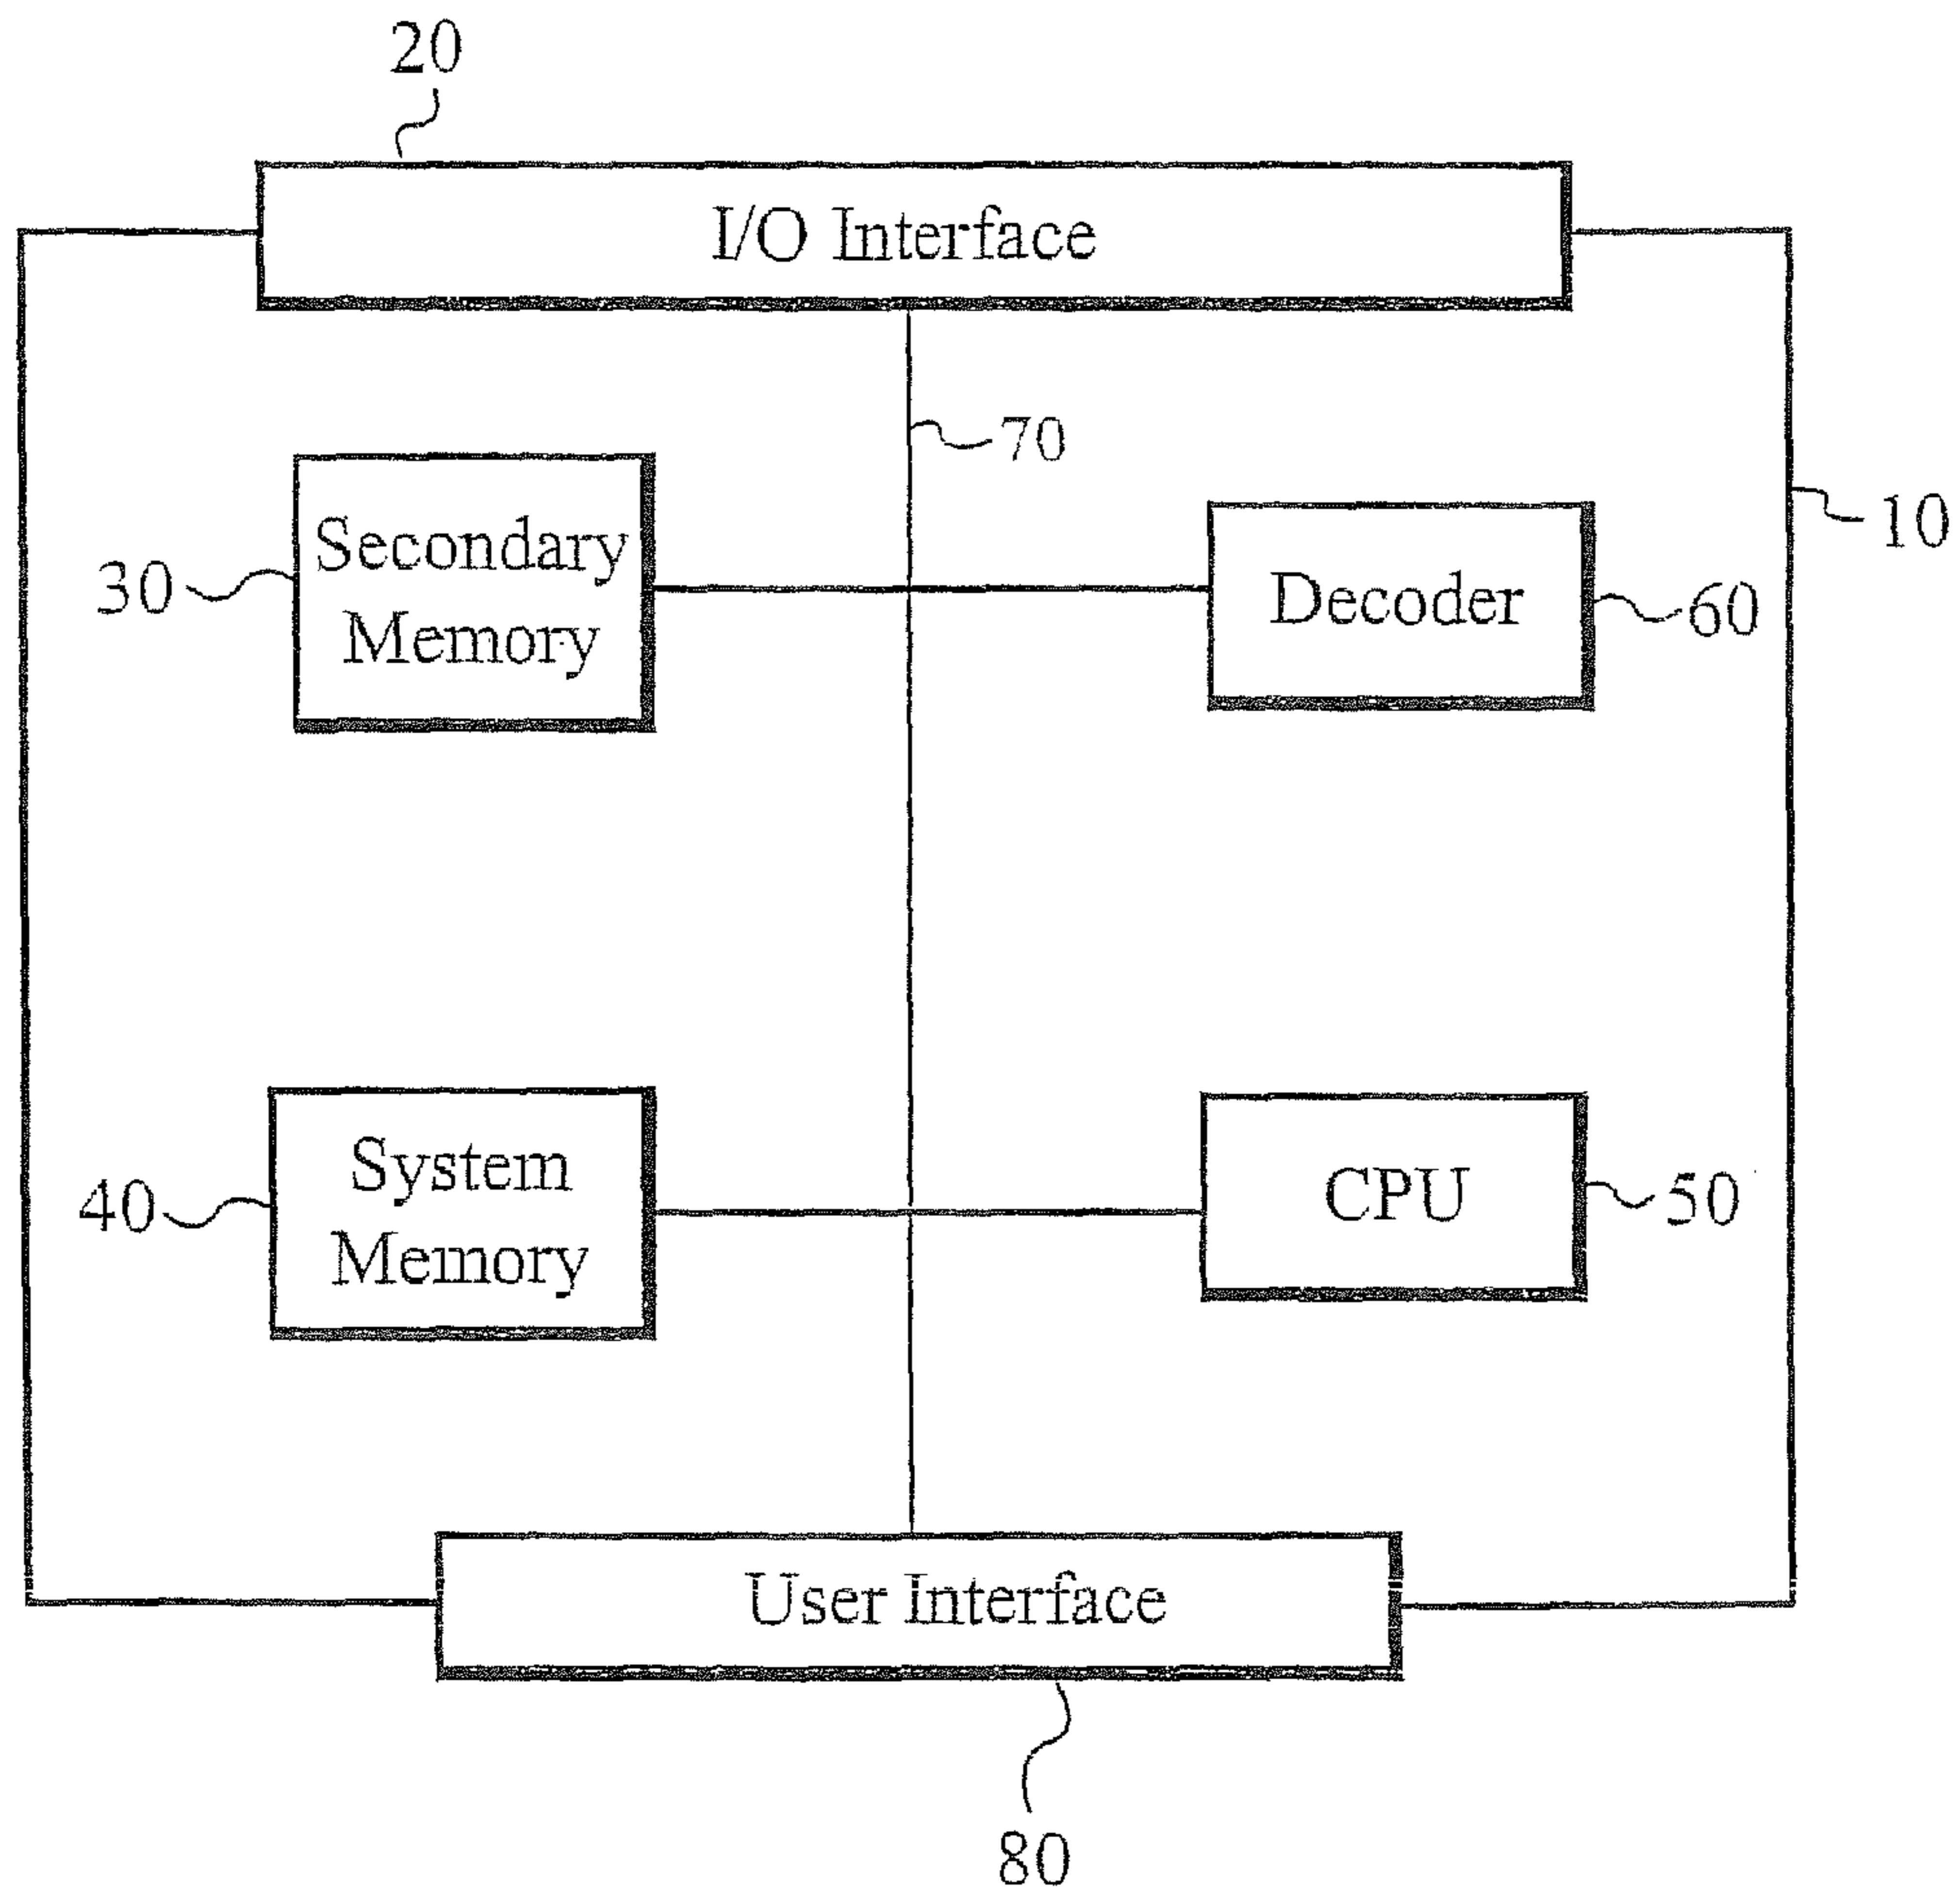 20
I/O Interface
70
10
Secondary
Memory
30
Decoder
60
System
Memory
40
CPU
50
User Interface
80